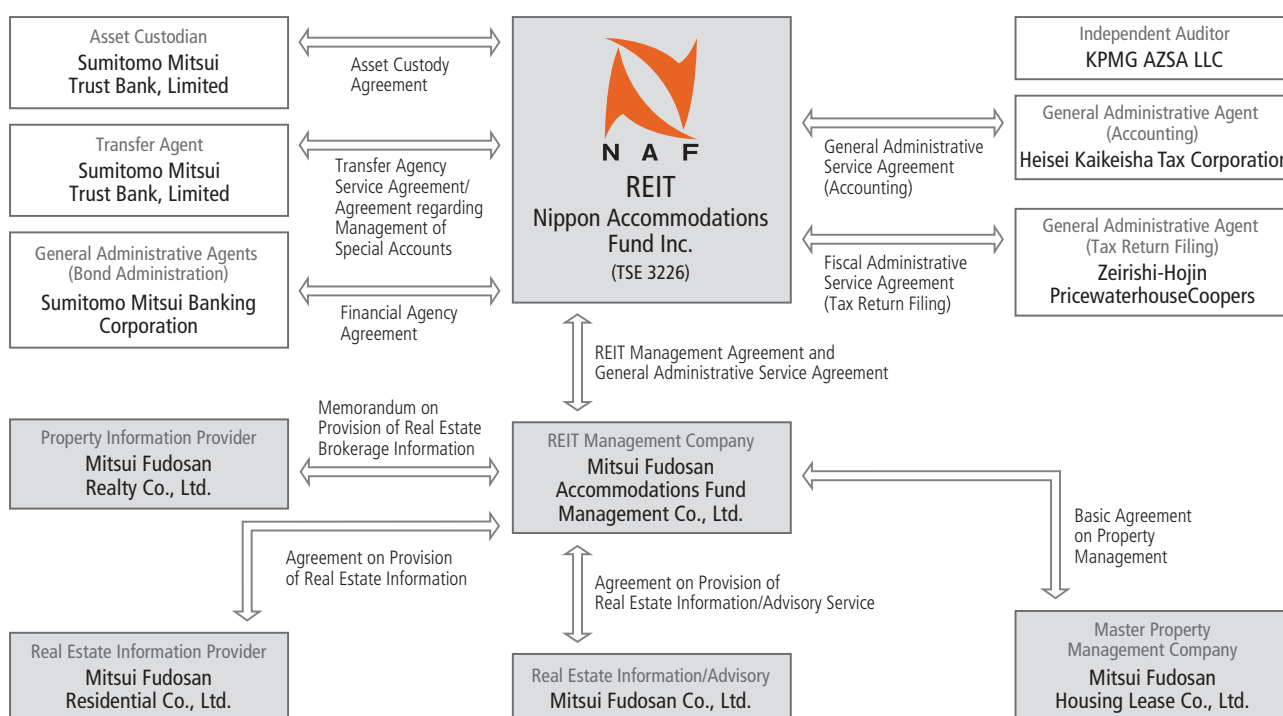 Asset Custodian
Sumitomo Mitsui
Trust Bank, Limited
Asset Custody
Agreement
Transfer Agent
Sumitomo Mitsui
Trust Bank, Limited
Transfer Agency
Service Agreement/
Agreement regarding
Management of
Special Accounts
General Administrative Agents
(Bond Administration)
Sumitomo Mitsui Banking
Corporation
Financial Agency
Agreement
N A F
REIT
Nippon Accommodations
Fund Inc.
(TSE 3226)
Independent Auditor
KPMG AZSA LLC
General Administrative
Service Agreement
(Accounting)
General Administrative Agent
(Accounting)
Heisei Kaikeisha Tax Corporation
Fiscal Administrative
Service Agreement
(Tax Return Filing)
General Administrative Agent
(Tax Return Filing)
Zeirishi-Hojin
PricewaterhouseCoopers
REIT Management Agreement and
General Administrative Service Agreement
Property Information Provider
Mitsui Fudosan
Realty Co., Ltd.
Memorandum on
Provision of Real Estate
Brokerage Information
REIT Management Company
Mitsui Fudosan
Accommodations Fund
Management Co., Ltd.
Basic Agreement
on Property
Management
Agreement on Provision
of Real Estate Information
Agreement on Provision of
Real Estate Information/Advisory Service
Real Estate Information Provider
Mitsui Fudosan
Residential Co., Ltd.
Real Estate Information/Advisory
Mitsui Fudosan Co., Ltd.
Master Property
Management Company
Mitsui Fudosan
Housing Lease Co., Ltd.